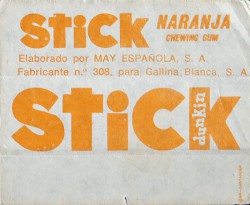 STiCK NARANJA
CHEWING GUM
Elaborado por MAY ESPAÑOLA, S. A.
Fabricante n.º 308, para Gallina Blanca, S. A.
STiCK dunkin